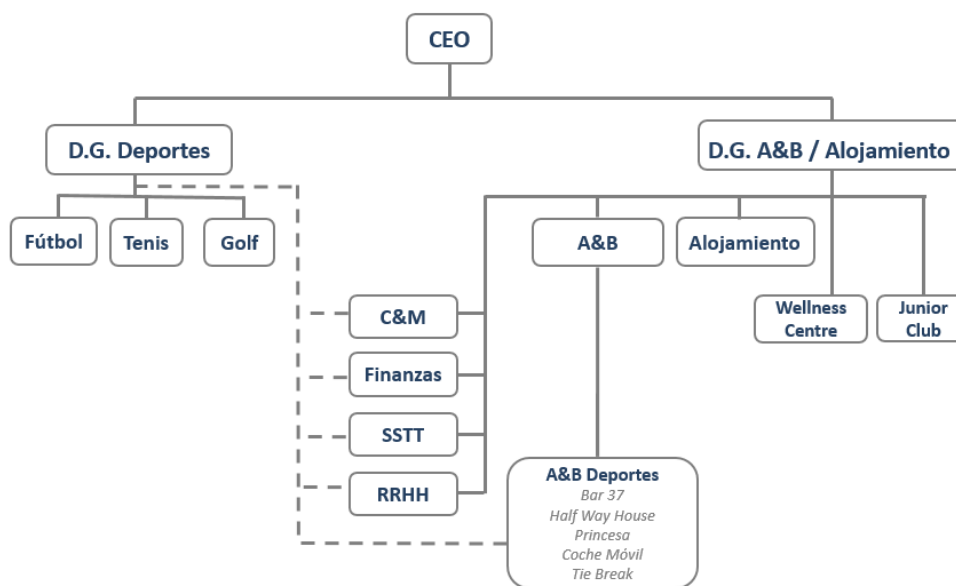 CEO
D.G. Deportes
D.G. A&B / Alojamiento
Fútbol
Tenis
Golf
A&B
Alojamiento
Wellness
Centre
Junior
Club
C&M
Finanzas
SSTT
RRHH
A&B Deportes
Bar 37
Half Way House
Princesa
Coche Móvil
Tie Break